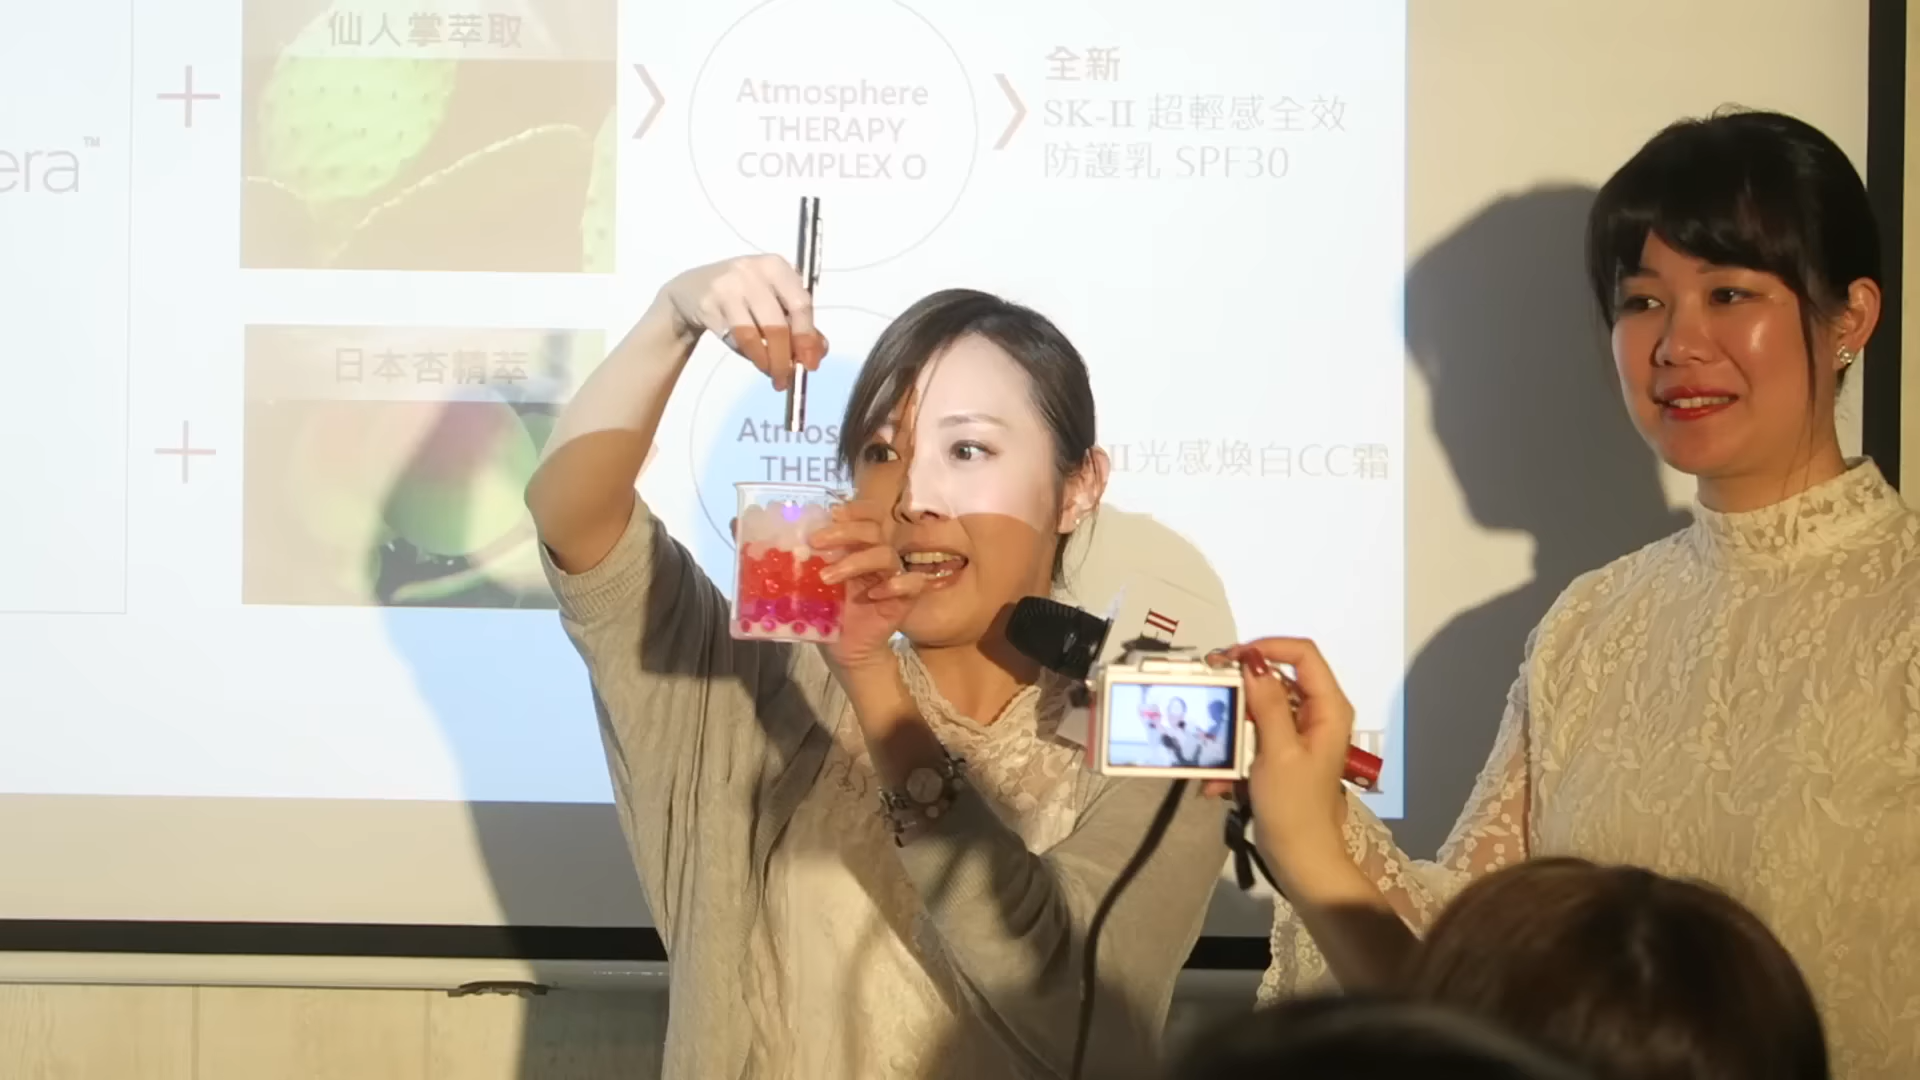 仙人掌萃取
Atmosphere
THERAPY
COMPLEX O
全新
SK-II 超輕感全效
防護乳 SPF30
era™
日本杏精萃
Atmos
THER
II光感煥白CC霜